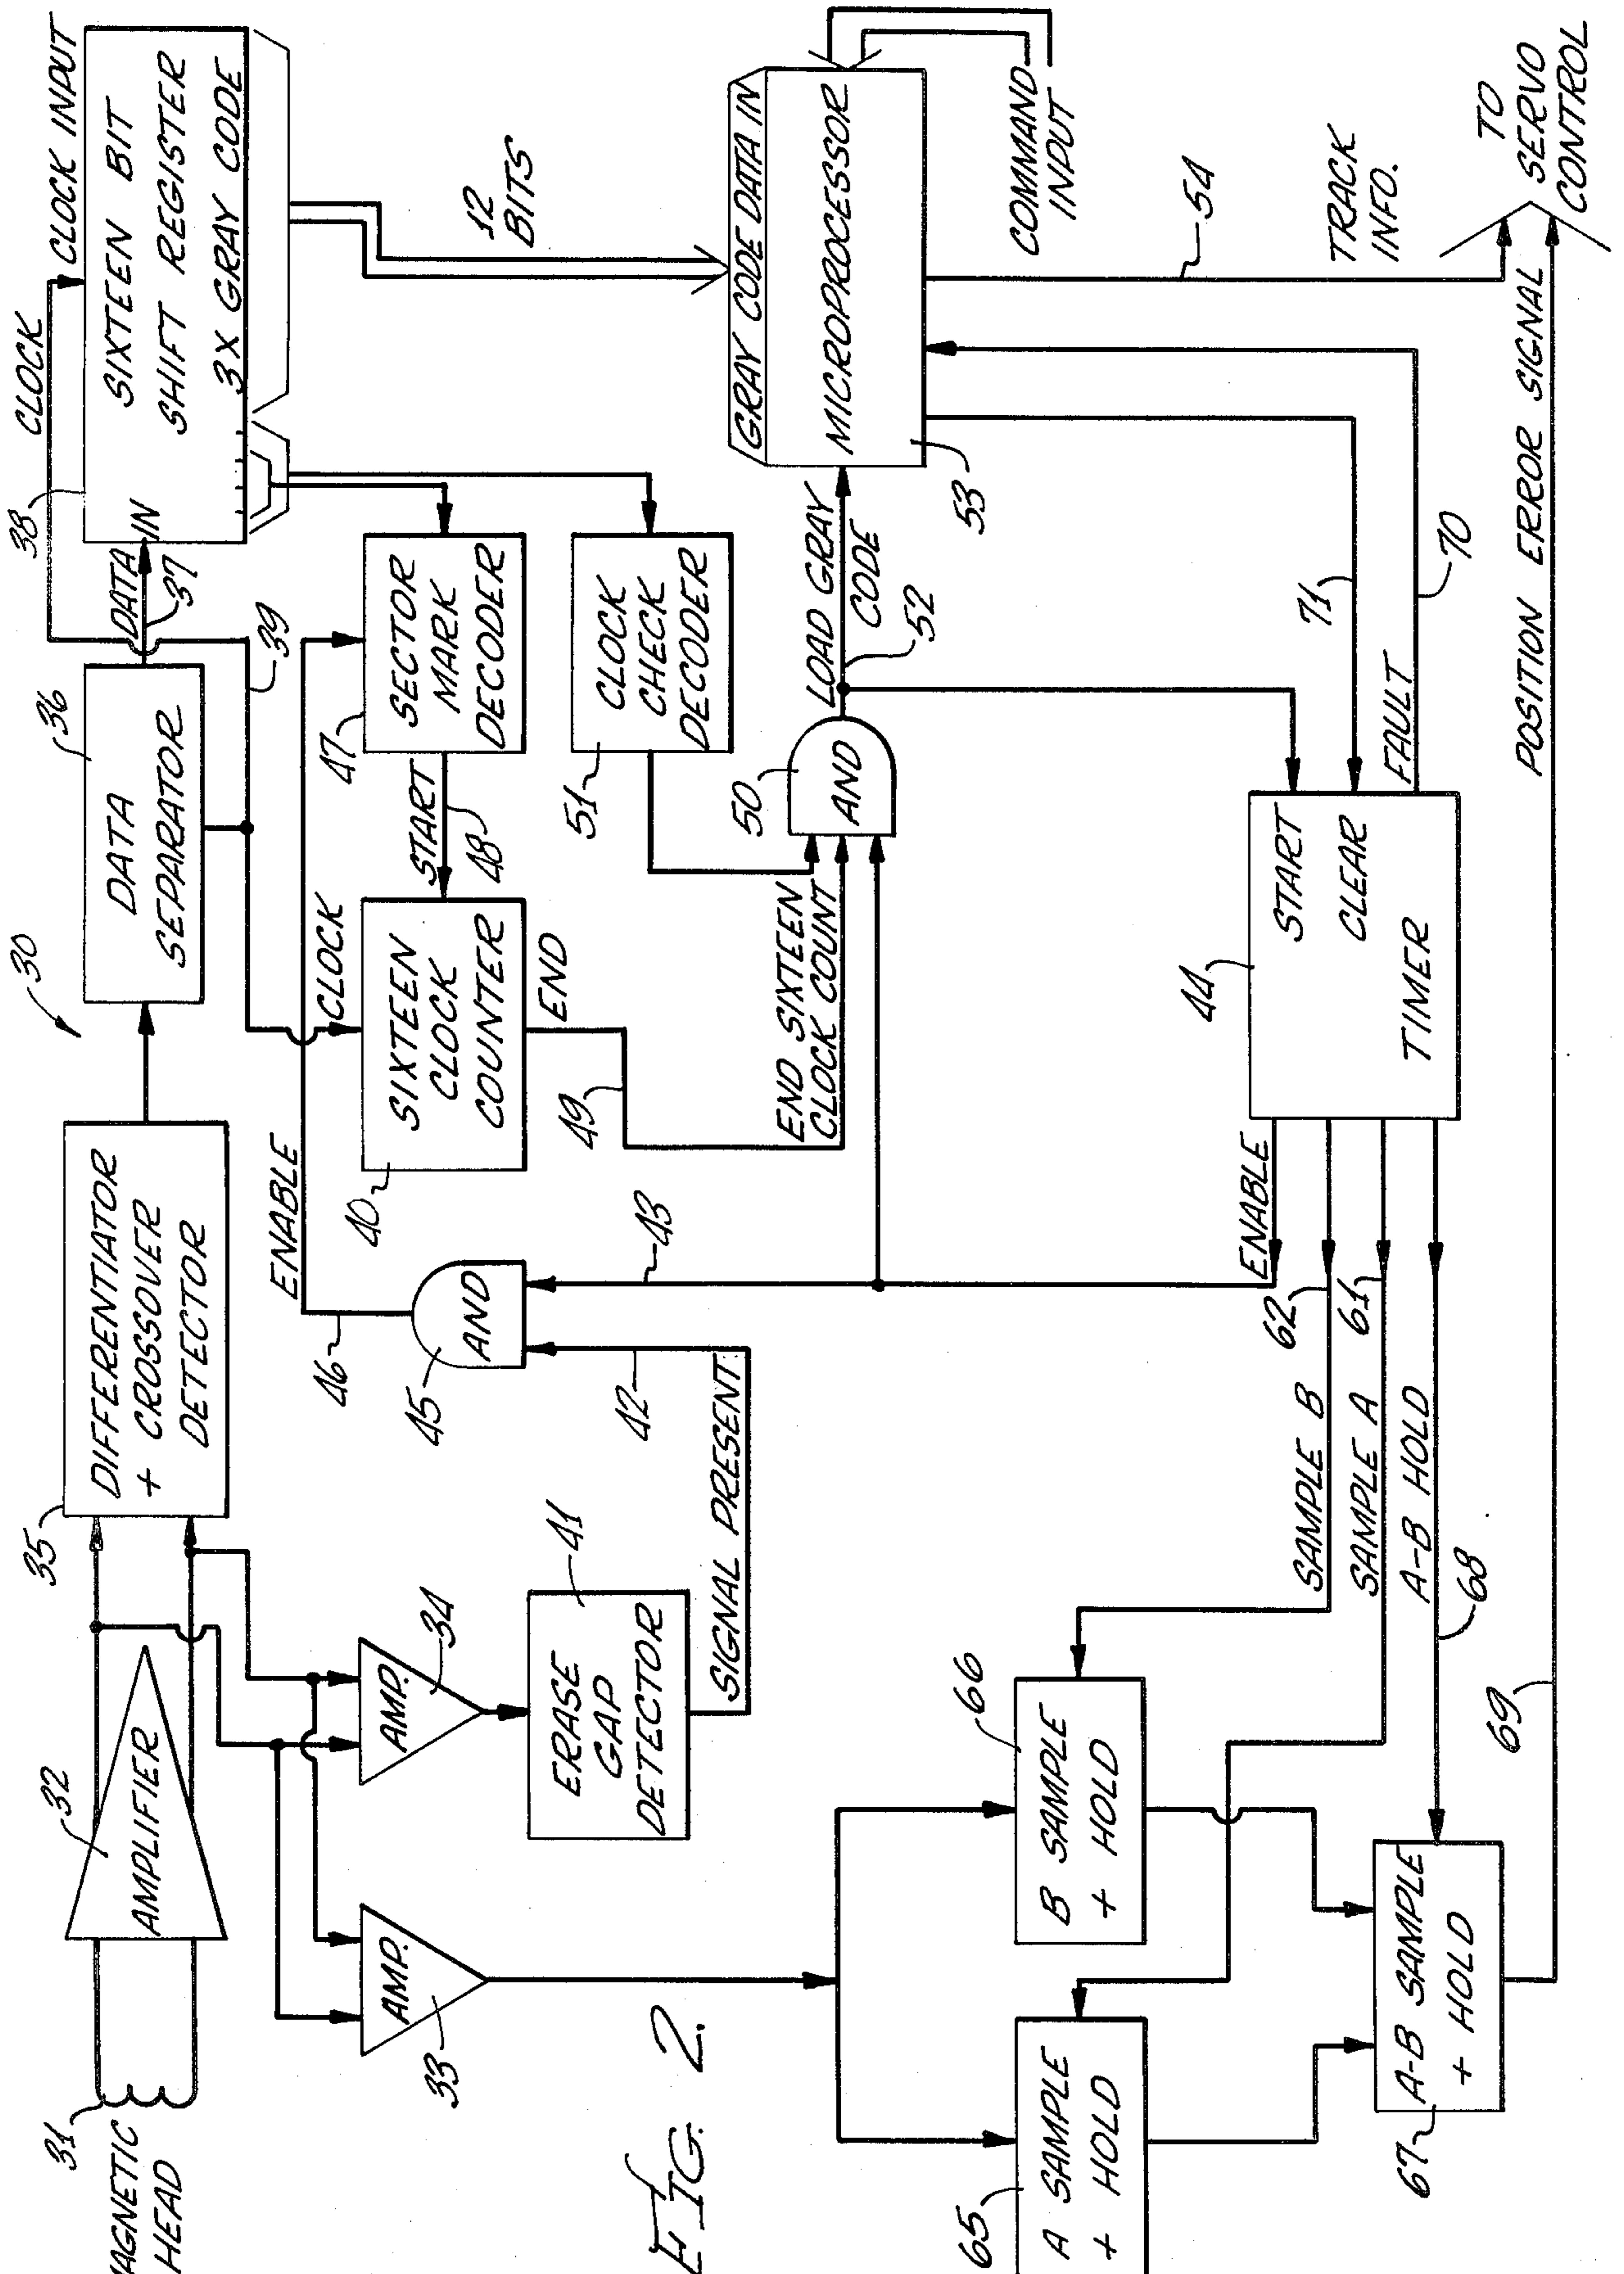 30
31
MAGNETIC
HEAD
32
AMPLIFIER
35
DIFFERENTIATOR
+ CROSSOVER
DETECTOR
36
DATA
SEPARATOR
DATA
37
38
IN
SIXTEEN BIT
SHIFT REGISTER
3X GRAY CODE
CLOCK
CLOCK INPUT
39
33
AMP.
34
AMP.
41
ERASE
GAP
DETECTOR
SIGNAL PRESENT
42
43
45
AND
46
ENABLE
40
SIXTEEN
CLOCK
COUNTER
CLOCK
START
48
END
49
47
SECTOR
MARK
DECODER
51
CLOCK
CHECK
DECODER
12
BITS
END SIXTEEN
CLOCK COUNT
50
AND
LOAD GRAY
CODE
52
GRAY CODE DATA IN
MICROPROCESSOR
53
COMMAND
INPUT
54
TRACK
INFO.
TO
SERVO
CONTROL
44
START
CLEAR
TIMER
FAULT
70
71
ENABLE
62
61
SAMPLE B
SAMPLE A
A-B HOLD
68
65
A SAMPLE
+ HOLD
66
B SAMPLE
+ HOLD
67
A-B SAMPLE
+ HOLD
69
POSITION ERROR SIGNAL
FIG. 2.